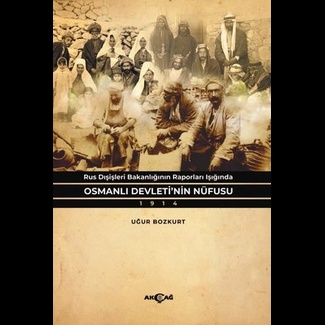 Rus Dışişleri Bakanlığının Raporları Işığında
OSMANLI DEVLETİ'NİN NÜFUSU
1914
UĞUR BOZKURT
AKÇAĞ